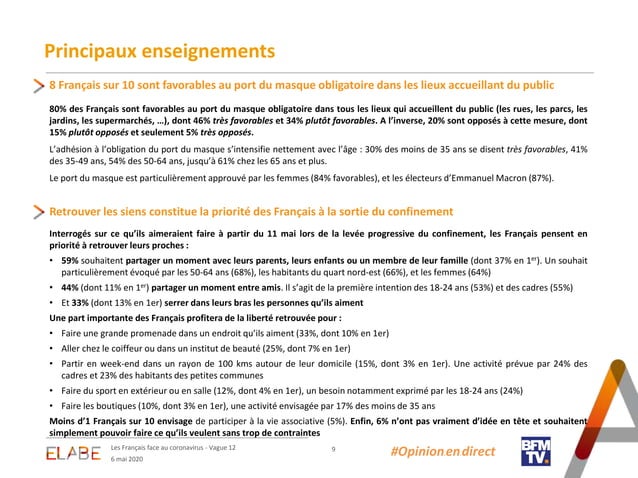 Principaux enseignements
8 Français sur 10 sont favorables au port du masque obligatoire dans les lieux accueillant du public
80% des Français sont favorables au port du masque obligatoire dans tous les lieux qui accueillent du public (les rues, les parcs, les
jardins, les supermarchés, …), dont 46% très favorables et 34% plutôt favorables. A l'inverse, 20% sont opposés à cette mesure, dont
15% plutôt opposés et seulement 5% très opposés.
L'adhésion à l'obligation du port du masque s'intensifie nettement avec l'âge : 30% des moins de 35 ans se disent très favorables, 41%
des 35-49 ans, 54% des 50-64 ans, jusqu'à 61% chez les 65 ans et plus.
Le port du masque est particulièrement approuvé par les femmes (84% favorables), et les électeurs d'Emmanuel Macron (87%).
Retrouver les siens constitue la priorité des Français à la sortie du confinement
Interrogés sur ce qu'ils aimeraient faire à partir du 11 mai lors de la levée progressive du confinement, les Français pensent en
priorité à retrouver leurs proches :
• 59% souhaitent partager un moment avec leurs parents, leurs enfants ou un membre de leur famille (dont 37% en 1er). Un souhait
particulièrement évoqué par les 50-64 ans (68%), les habitants du quart nord-est (66%), et les femmes (64%)
• 44% (dont 11% en 1er) partager un moment entre amis. Il s'agit de la première intention des 18-24 ans (53%) et des cadres (55%)
• Et 33% (dont 13% en 1er) serrer dans leurs bras les personnes qu'ils aiment
Une part importante des Français profitera de la liberté retrouvée pour :
• Faire une grande promenade dans un endroit qu'ils aiment (33%, dont 10% en 1er)
• Aller chez le coiffeur ou dans un institut de beauté (25%, dont 7% en 1er)
• Partir en week-end dans un rayon de 100 kms autour de leur domicile (15%, dont 3% en 1er). Une activité prévue par 24% des
cadres et 23% des habitants des petites communes
• Faire du sport en extérieur ou en salle (12%, dont 4% en 1er), un besoin notamment exprimé par les 18-24 ans (24%)
• Faire les boutiques (10%, dont 3% en 1er), une activité envisagée par 17% des moins de 35 ans
Moins d'1 Français sur 10 envisage de participer à la vie associative (5%). Enfin, 6% n'ont pas vraiment d'idée en tête et souhaitent
simplement pouvoir faire ce qu'ils veulent sans trop de contraintes
ELABE
Les Français face au coronavirus - Vague 12
6 mai 2020
9
#Opinion en direct
BFM
TV.